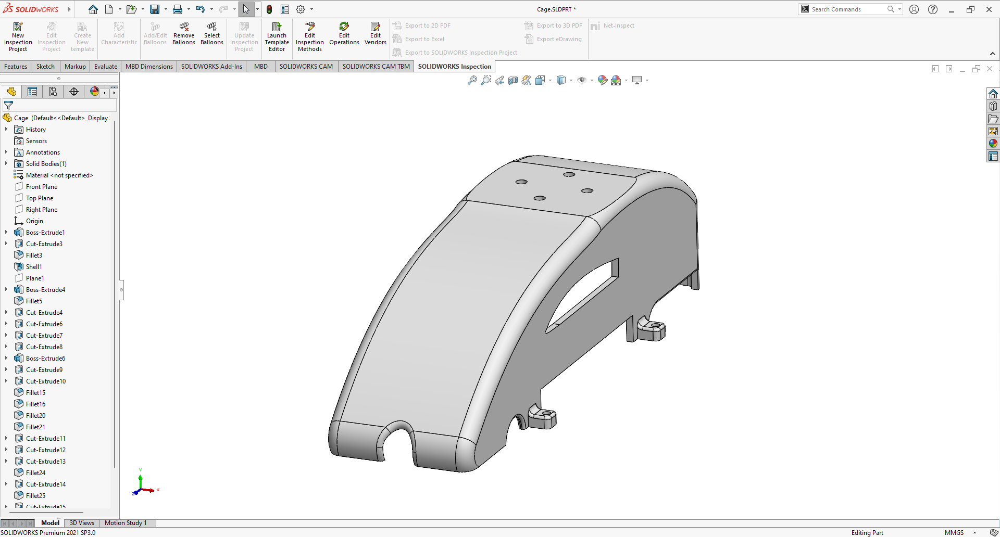 SOLIDWORKS
Cage.SLDPRT *
Search Commands
New Inspection Project
Edit Inspection Project
Create New template
Add Characteristic
Add/Edit Balloons
Remove Balloons
Select Balloons
Update Inspection Project
Launch Template Editor
Edit Inspection Methods
Edit Operations
Edit Vendors
Export to 2D PDF
Export to Excel
Export to SOLIDWORKS Inspection Project
Export to 3D PDF
Export eDrawing
Net-Inspect
Features
Sketch
Markup
Evaluate
MBD Dimensions
SOLIDWORKS Add-Ins
MBD
SOLIDWORKS CAM
SOLIDWORKS CAM TBM
SOLIDWORKS Inspection
Cage (Default<<Default>_Display
History
Sensors
Annotations
Solid Bodies(1)
Material <not specified>
Front Plane
Top Plane
Right Plane
Origin
Boss-Extrude1
Cut-Extrude3
Fillet3
Shell1
Plane1
Boss-Extrude4
Fillet5
Cut-Extrude4
Cut-Extrude6
Cut-Extrude7
Cut-Extrude8
Boss-Extrude6
Cut-Extrude9
Cut-Extrude10
Fillet15
Fillet16
Fillet20
Fillet21
Cut-Extrude11
Cut-Extrude12
Cut-Extrude13
Fillet24
Cut-Extrude14
Fillet25
Cut-Extrude15
Y
X
Z
Model
3D Views
Motion Study 1
SOLIDWORKS Premium 2021 SP3.0
Editing Part
MMGS